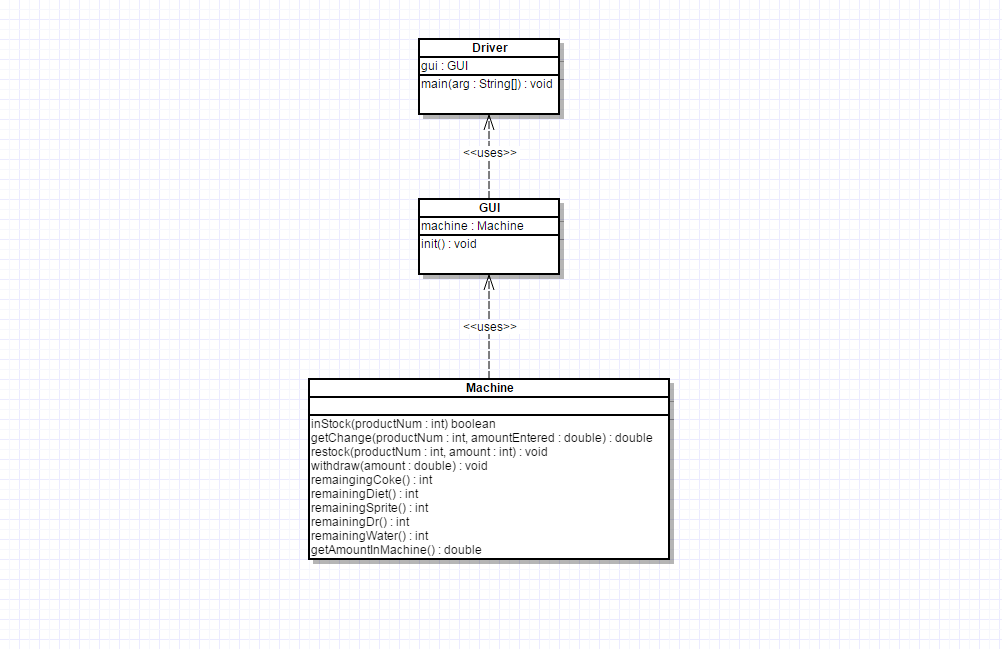 Driver
gui : GUI
main(arg : String[]) : void
<<uses>>
GUI
machine : Machine
init() : void
<<uses>>
Machine
inStock(productNum : int) boolean
getChange(productNum : int, amountEntered : double) : double
restock(productNum : int, amount : int) : void
withdraw(amount : double) : void
remaingingCoke() : int
remainingDiet() : int
remainingSprite() : int
remainingDr() : int
remainingWater() : int
getAmountInMachine() : double